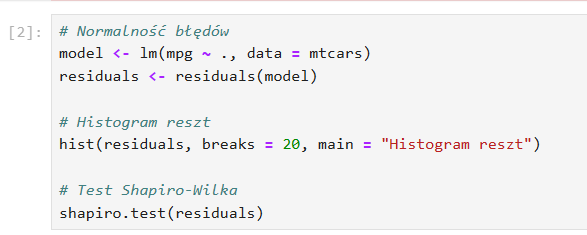 [2]:
# Normalność błędów
model <- lm(mpg ~ ., data = mtcars)
residuals <- residuals(model)
# Histogram reszt
hist(residuals, breaks = 20, main = "Histogram reszt")
# Test Shapiro-Wilka
shapiro.test(residuals)